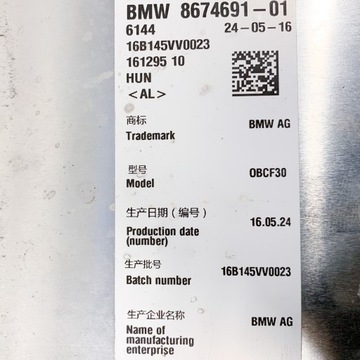 BMW 8674691-01
6144 24-05-16
16B145VV0023
161295 10
HUN
<AL>
商标
Trademark BMW AG
型号
Model OBCF30
生产日期（编号）
Production date 16.05.24
(number)
生产批号
Batch number 16B145VV0023
生产企业名称
Name of BMW AG
manufacturing
enterprise